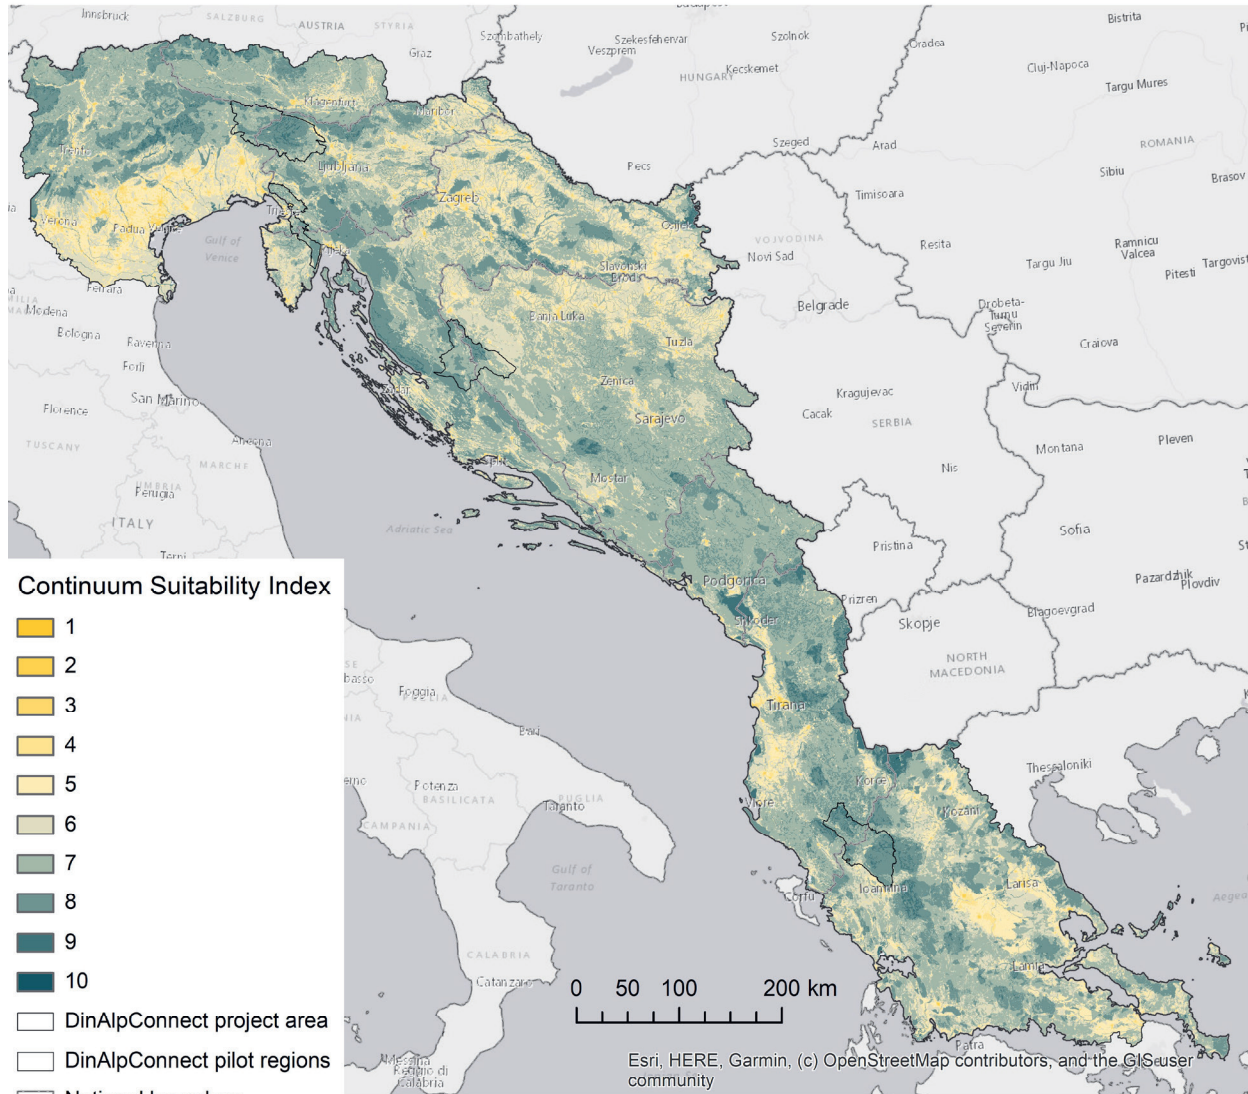 Innsbruck
SALZBURG
AUSTRIA
STYRIA
Graz
Szombathely
Szekesfehervar
Veszprem
Szolnok
HUNGARY
Kecskemet
Oradea
Bistrita
Cluj-Napoca
Targu Mures
ROMANIA
Maribor
Trento
Ljubljana
Pecs
Szeged
Arad
Sibiu
Brasov
Timisoara
Verona
Zagreb
Osijek
Gulf of
Venice
Rijeka
VOJVODINA
Novi Sad
Resita
Ramnicu
Valcea
Targu Jiu
Pitesti
Targovist
Slavonski
Brod
Ferrara
Modena
Bologna
Ravenna
Forli
Banja Luka
Belgrade
Drobeta-
Turnu
Severin
Craiova
Tuzla
San Marino
Florence
Zadar
Zenica
Kragujevac
Vidin
Cacak
SERBIA
Sarajevo
TUSCANY
Ancona
MARCHE
Montana
Pleven
UMBRIA
Perugia
Split
Mostar
Nis
ITALY
Adriatic Sea
Sofia
Terni
Pristina
Continuum Suitability Index
Podgorica
Prizren
Pazardzhik
Plovdiv
Shkoder
Skopje
Blagoevgrad
NORTH
MACEDONIA
1
2
3
4
5
6
7
8
9
10
DinAlpConnect project area
DinAlpConnect pilot regions
Foggia
Bari
Tirana
Potenza
BASILICATA
PUGLIA
Taranto
CAMPANIA
Vlore
Korce
Thessaloniki
Kozani
Gulf of
Taranto
Corfu
Ioannina
Larisa
CALABRIA
Catanzaro
Lamia
0 50 100 200 km
Messina
Reggio di
Calabria
Patra
Esri, HERE, Garmin, (c) OpenStreetMap contributors, and the GIS user
community